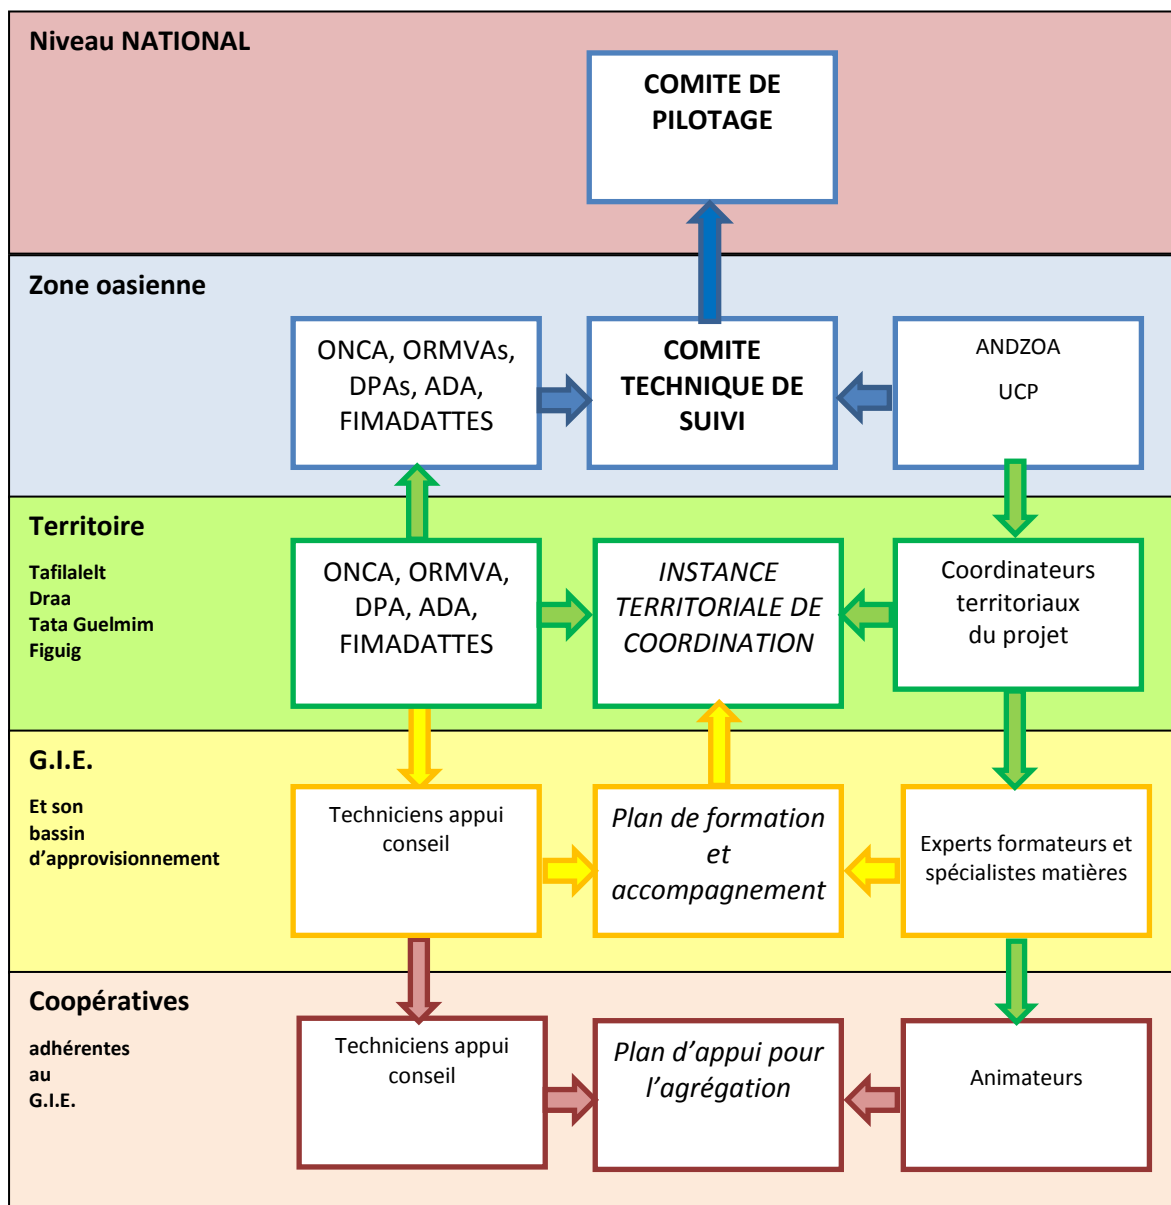 Niveau NATIONAL
COMITE DE
PILOTAGE
Zone oasienne
ONCA, ORMVAs,
DPAs, ADA,
FIMADATTES
COMITE
TECHNIQUE DE
SUIVI
ANDZOA
UCP
Territoire
Tafilalelt
Draa
Tata Guelmim
Figuig
ONCA, ORMVA,
DPA, ADA,
FIMADATTES
INSTANCE
TERRITORIALE DE
COORDINATION
Coordinateurs
territoriaux
du projet
G.I.E.
Et son
bassin
d’approvisionnement
Techniciens appui
conseil
Plan de formation
et
accompagnement
Experts formateurs et
spécialistes matières
Coopératives
adhérentes
au
G.I.E.
Techniciens appui
conseil
Plan d’appui pour
l’agrégation
Animateurs